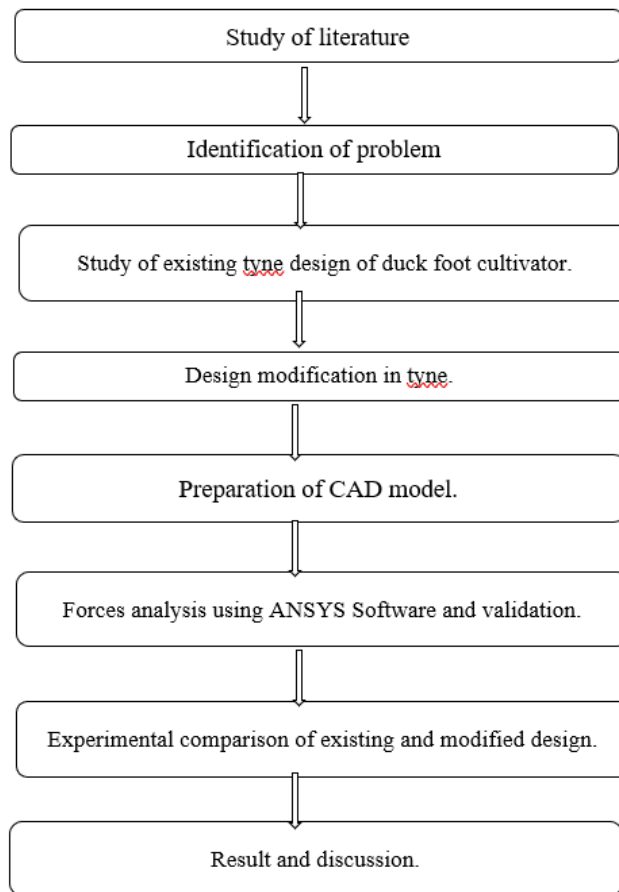 Study of literature
Identification of problem
Study of existing tyne design of duck foot cultivator.
Design modification in tyne.
Preparation of CAD model.
Forces analysis using ANSYS Software and validation.
Experimental comparison of existing and modified design.
Result and discussion.